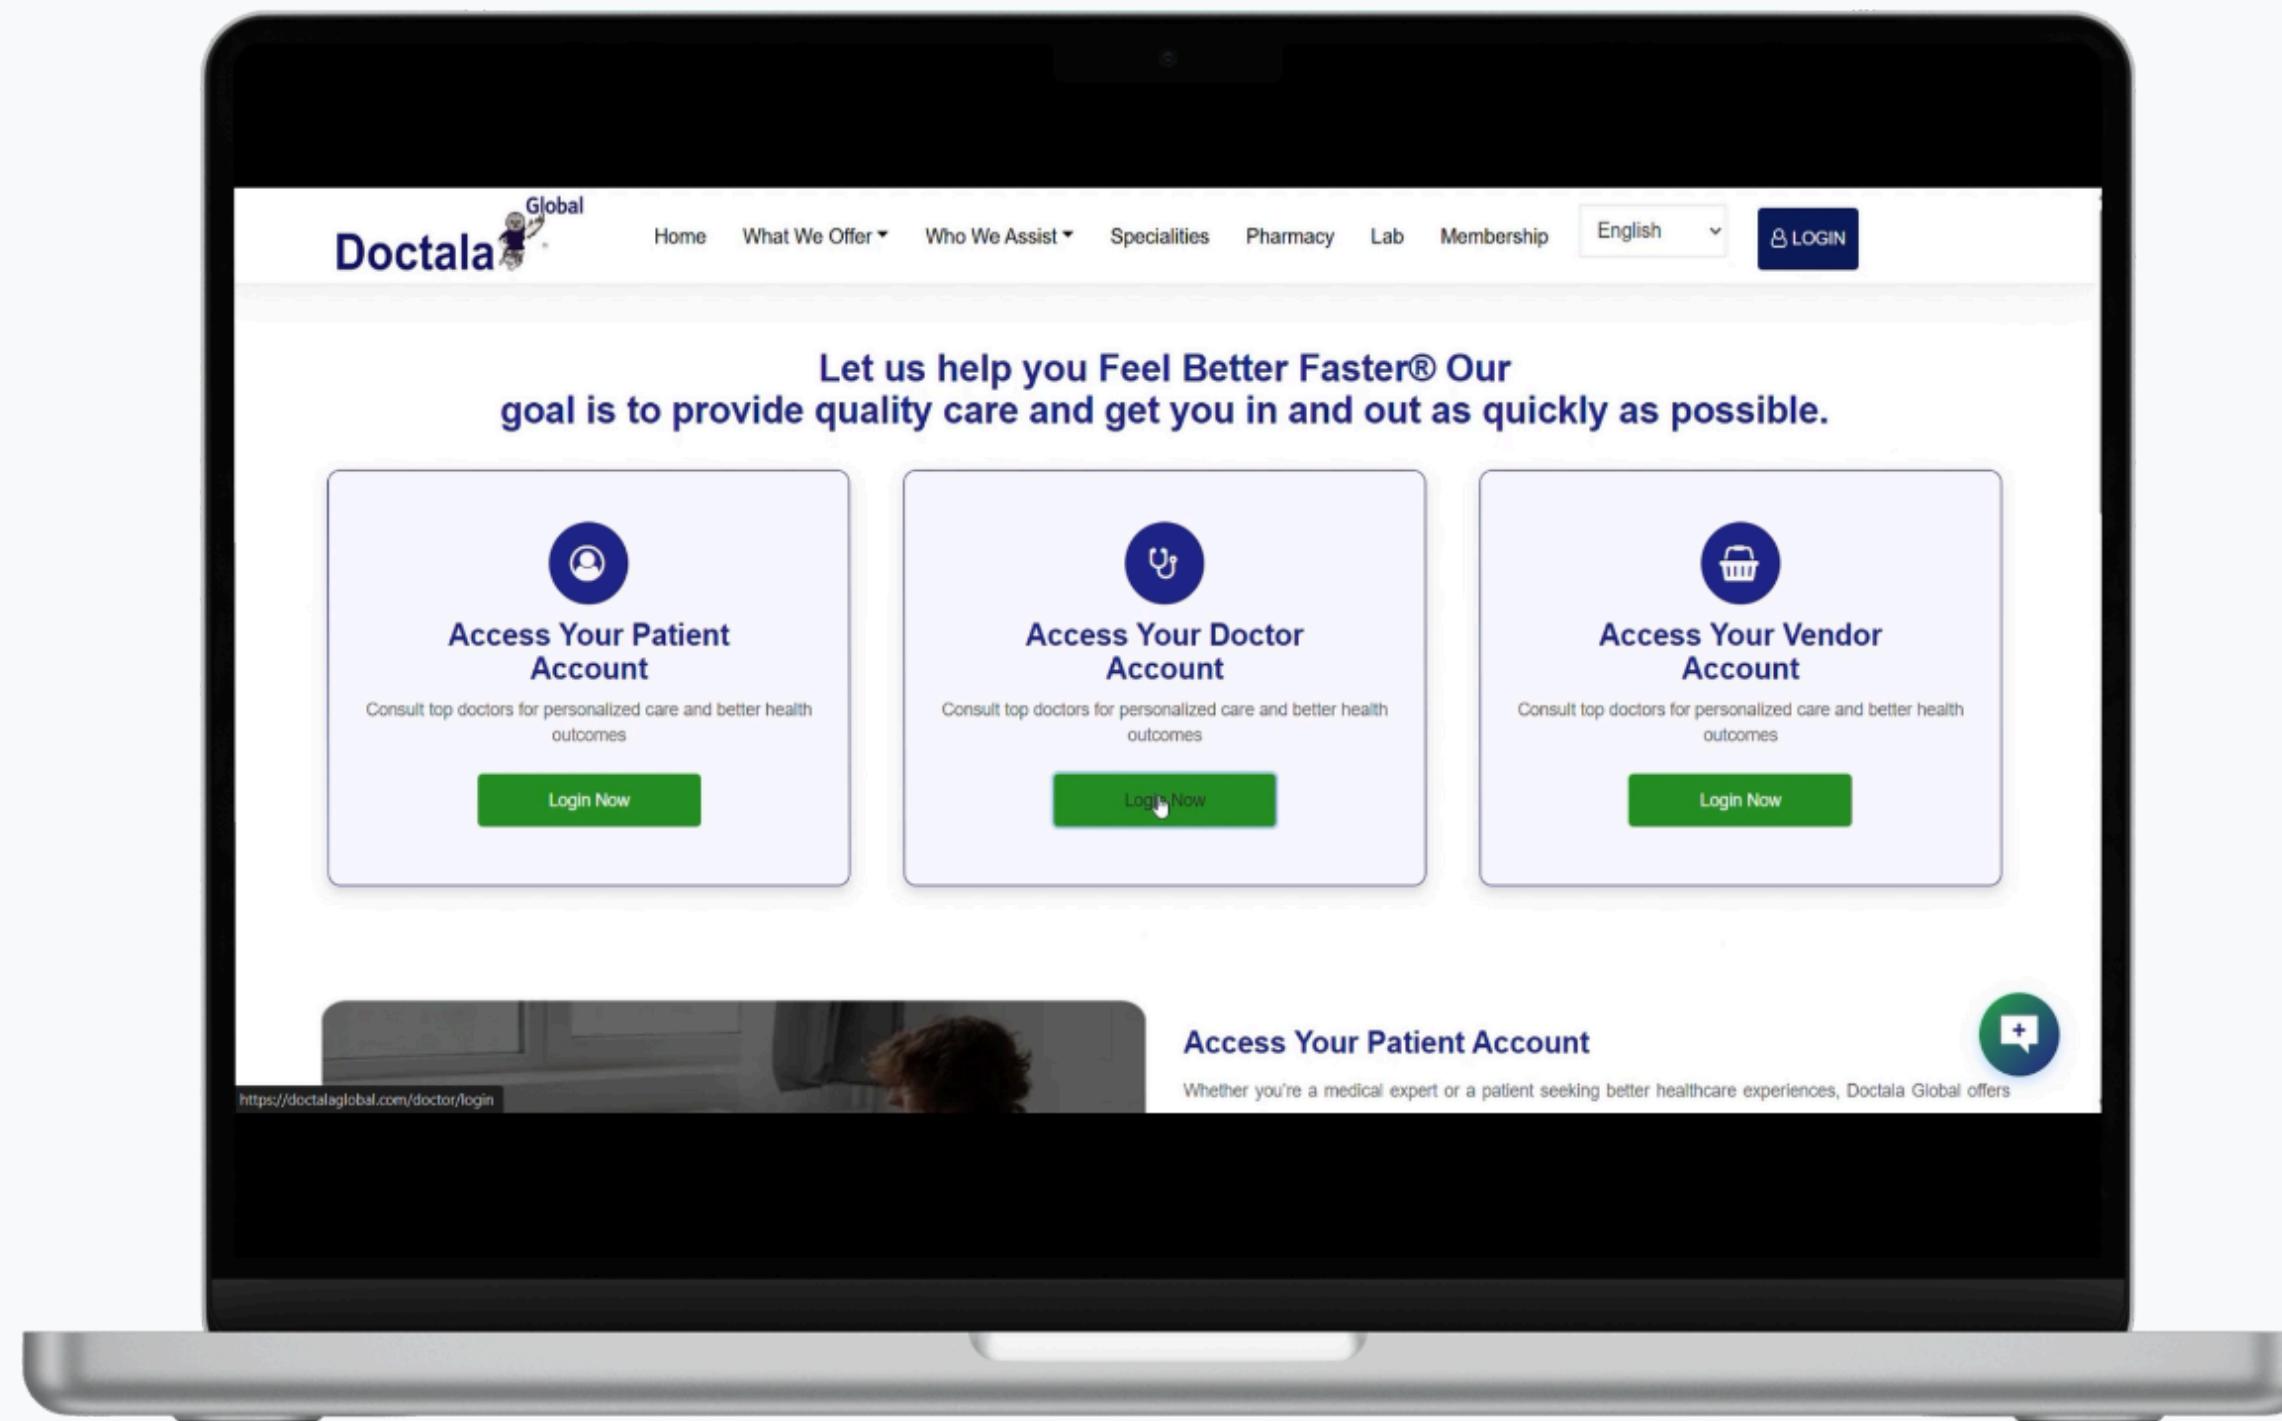 Global
Doctala
Home What We Offer Who We Assist Specialities Pharmacy Lab Membership English LOGIN
Let us help you Feel Better Faster® Our
goal is to provide quality care and get you in and out as quickly as possible.
Access Your Patient
Account
Consult top doctors for personalized care and better health
outcomes
Login Now
Access Your Doctor
Account
Consult top doctors for personalized care and better health
outcomes
Login Now
Access Your Vendor
Account
Consult top doctors for personalized care and better health
outcomes
Login Now
Access Your Patient Account
Whether you're a medical expert or a patient seeking better healthcare experiences, Doctala Global offers
https://doctalaglobal.com/doctor/login